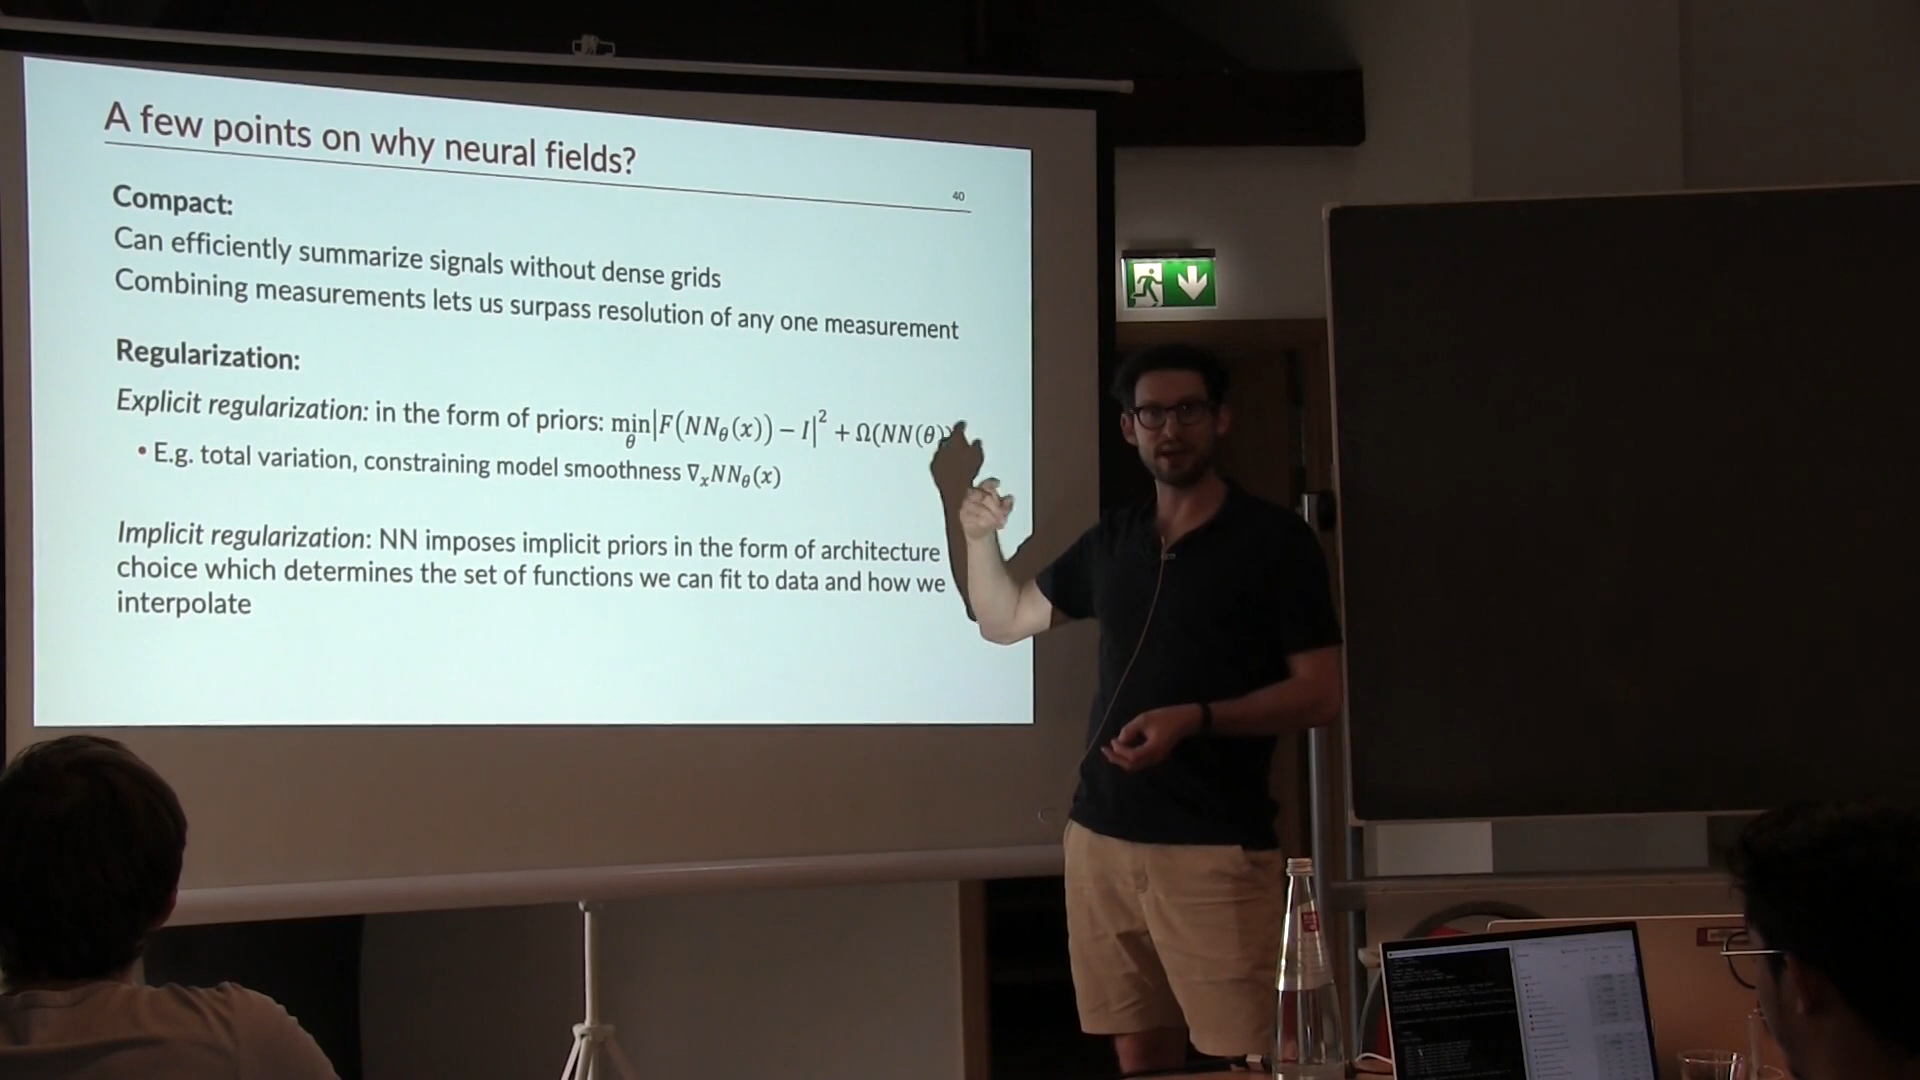 A few points on why neural fields?
40
Compact:
Can efficiently summarize signals without dense grids
Combining measurements lets us surpass resolution of any one measurement
Regularization:
Explicit regularization: in the form of priors: min_θ |F(NN_θ(x)) − I|² + Ω(NN(θ))
• E.g. total variation, constraining model smoothness ∇ₓNN_θ(x)
Implicit regularization: NN imposes implicit priors in the form of architecture
choice which determines the set of functions we can fit to data and how we
interpolate